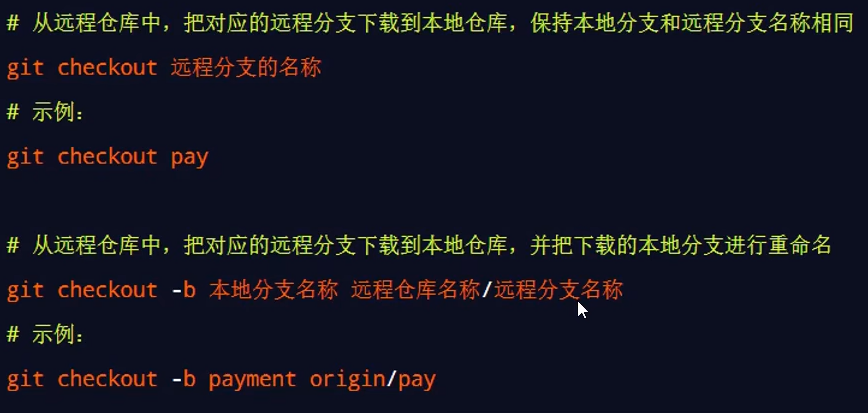 # 从远程仓库中，把对应的远程分支下载到本地仓库，保持本地分支和远程分支名称相同
git checkout 远程分支的名称
# 示例：
git checkout pay
# 从远程仓库中，把对应的远程分支下载到本地仓库，并把下载的本地分支进行重命名
git checkout -b 本地分支名称 远程仓库名称/远程分支名称
# 示例：
git checkout -b payment origin/pay